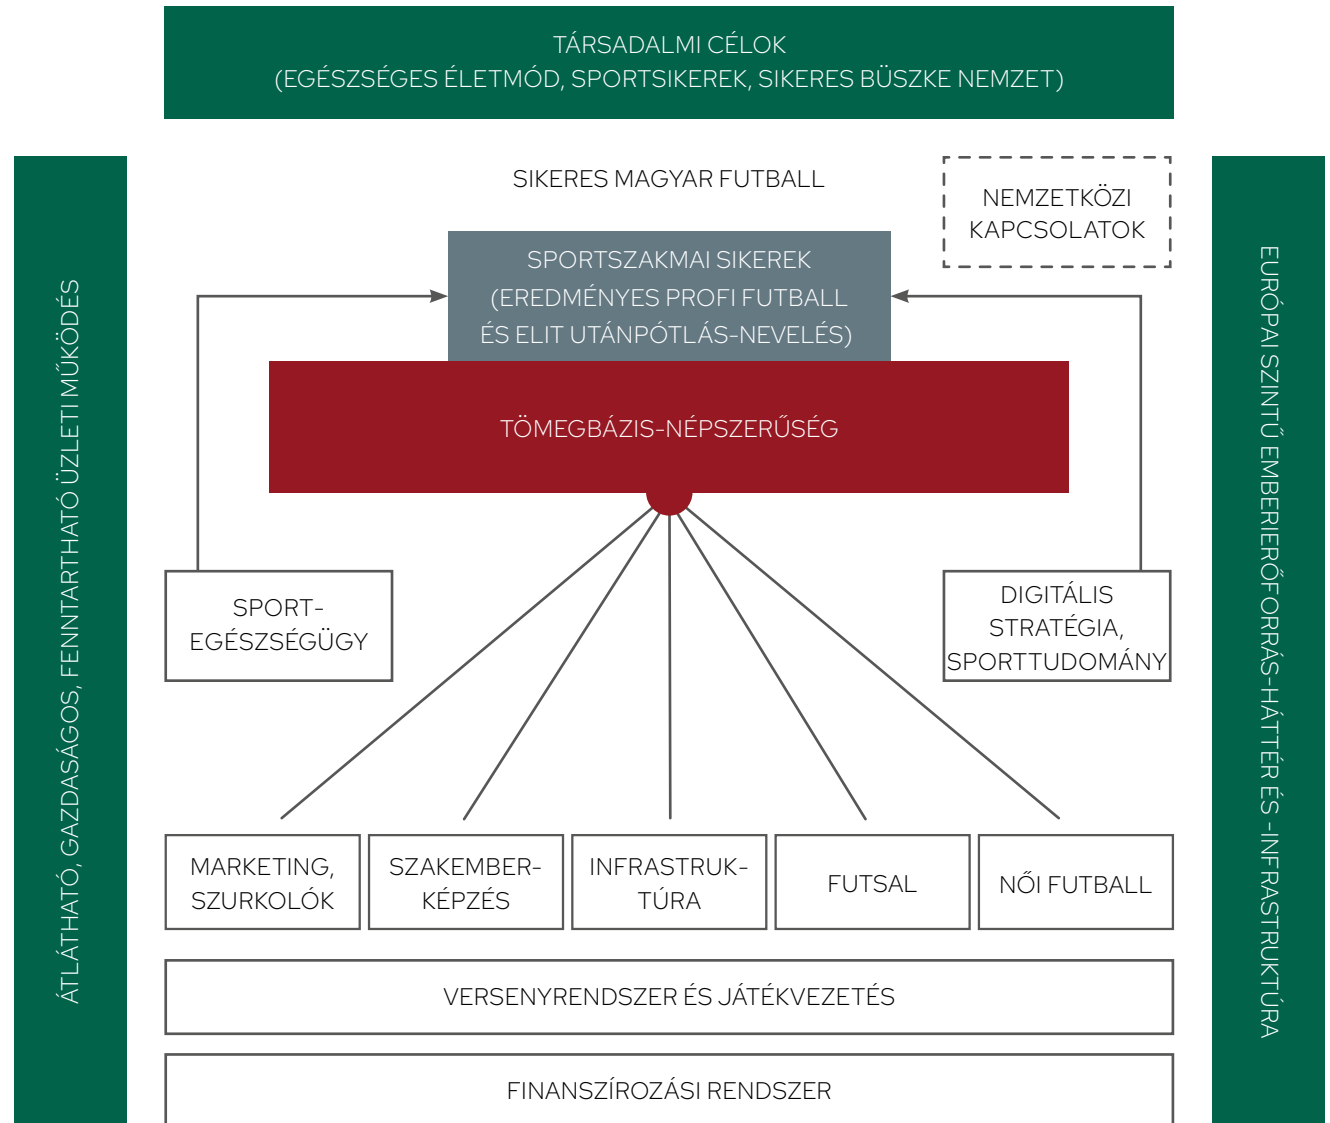 TÁRSADALMI CÉLOK
(EGÉSZSÉGES ÉLETMÓD, SPORTSIKEREK, SIKERES BÜSZKE NEMZET)
ÁTLÁTHATÓ, GAZDASÁGOS, FENNTARTHATÓ ÜZLETI MŰKÖDÉS
SIKERES MAGYAR FUTBALL
NEMZETKÖZI
KAPCSOLATOK
SPORTSZAKMAI SIKEREK
(EREDMÉNYES PROFI FUTBALL
ÉS ELIT UTÁNPÓTLÁS-NEVELÉS)
TÖMEGBÁZIS-NÉPSZERŰSÉG
SPORT-
EGÉSZSÉGÜGY
DIGITÁLIS
STRATÉGIA,
SPORTTUDOMÁNY
MARKETING,
SZURKOLÓK
SZAKEMBER-
KÉPZÉS
INFRASTRUK-
TÚRA
FUTSAL
NŐI FUTBALL
VERSENYRENDSZER ÉS JÁTÉKVEZETÉS
FINANSZÍROZÁSI RENDSZER
EURÓPAI SZINTŰ EMBERIERŐFORRÁS-HÁTTÉR ÉS -INFRASTRUKTÚRA